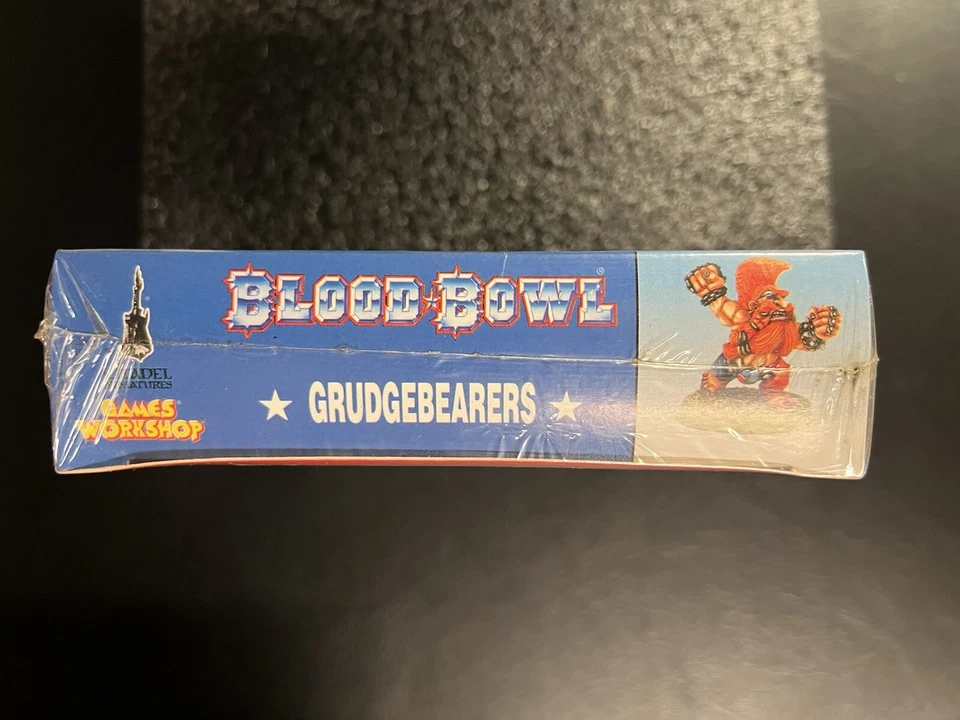 BLOOD BOWL®
★ GRUDGEBEARERS ★
GAMES
WORKSHOP